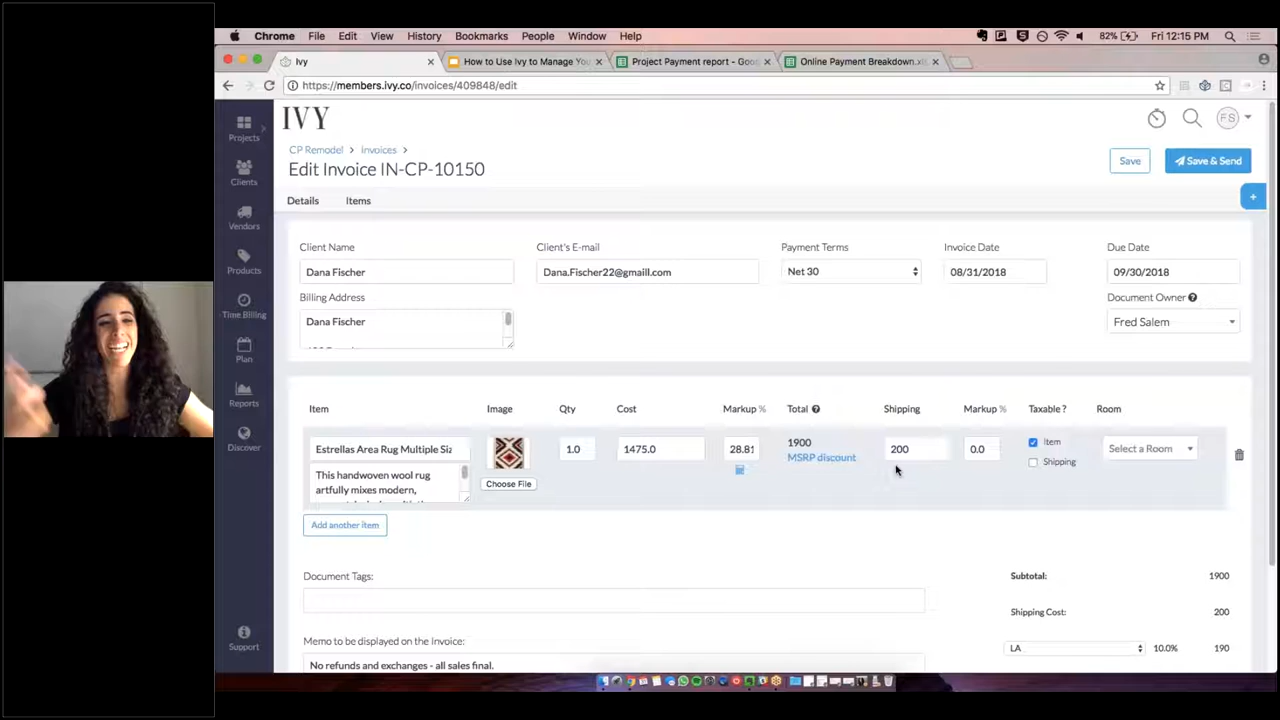 Chrome File Edit View History Bookmarks People Window Help 82% Fri 12:15 PM
Ivy How to Use Ivy to Manage You Project Payment report - Goo Online Payment Breakdown.xl
https://members.ivy.co/invoices/409848/edit
IVY
FS
Projects
CP Remodel > Invoices >
Edit Invoice IN-CP-10150
Save Save & Send
Clients
Details Items
+
Vendors
Client Name Client's E-mail Payment Terms Invoice Date Due Date
Dana Fischer Dana.Fischer22@gmaill.com Net 30 08/31/2018 09/30/2018
Products
Billing Address Document Owner
Dana Fischer Fred Salem
Time Billing
Plan
Reports
Item Image Qty Cost Markup % Total Shipping Markup % Taxable? Room
Discover
Estrellas Area Rug Multiple Siz 1.0 1475.0 28.81 1900 200 0.0 Item Select a Room
MSRP discount Shipping
This handwoven wool rug
artfully mixes modern,
Choose File
Add another item
Document Tags: Subtotal: 1900
Shipping Cost: 200
Support
Memo to be displayed on the Invoice: LA 10.0% 190
No refunds and exchanges - all sales final.